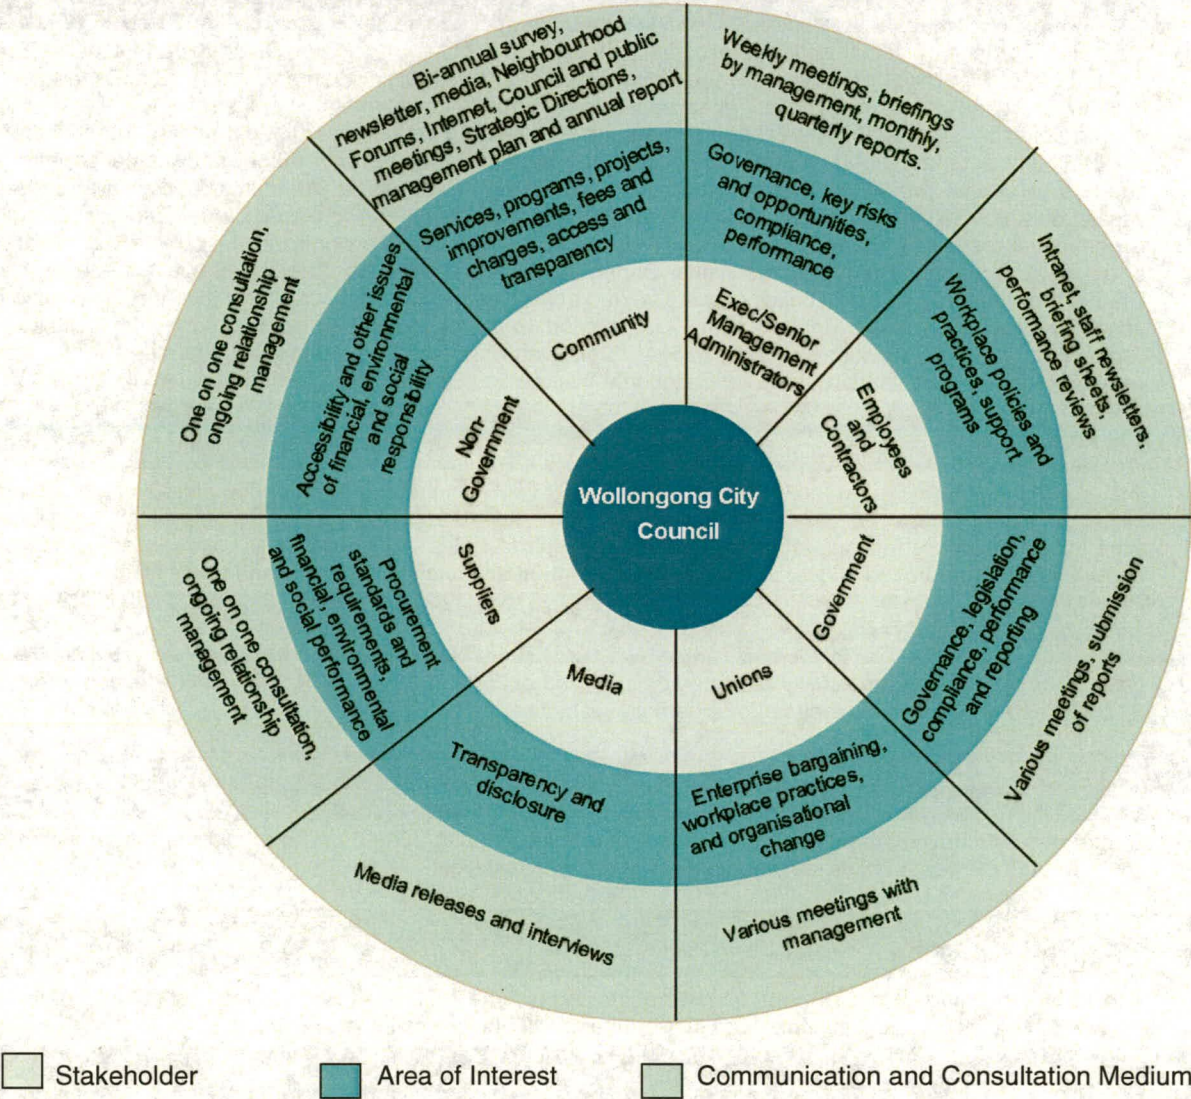 Bi-annual survey,
newsletter, media, Neighbourhood
Forums, Internet, Council and public
meetings, Strategic Directions,
management plan and annual report
Services, programs, projects,
improvements, fees and
charges, access and
transparency
Community
Weekly meetings, briefings
by management, monthly,
quarterly reports.
Governance, key risks
and opportunities,
compliance,
performance
Exec/Senior
Management
Administrators
Intranet, staff newsletters,
briefing sheets,
performance reviews
Workplace policies and
practices, support
programs
Employees
and
Contractors
Various meetings, submission
of reports
Governance, legislation,
compliance, performance
and reporting
Government
Various meetings with
management
Enterprise bargaining,
workplace practices,
and organisational
change
Unions
Media releases and interviews
Transparency and
disclosure
Media
One on one consultation,
ongoing relationship
management
Procurement
standards and
requirements,
financial, environmental
and social performance
Suppliers
One on one consultation,
ongoing relationship
management
Accessibility and other issues
of financial, environmental
and social
responsibility
Non-
Government
Wollongong City
Council
Stakeholder
Area of Interest
Communication and Consultation Medium